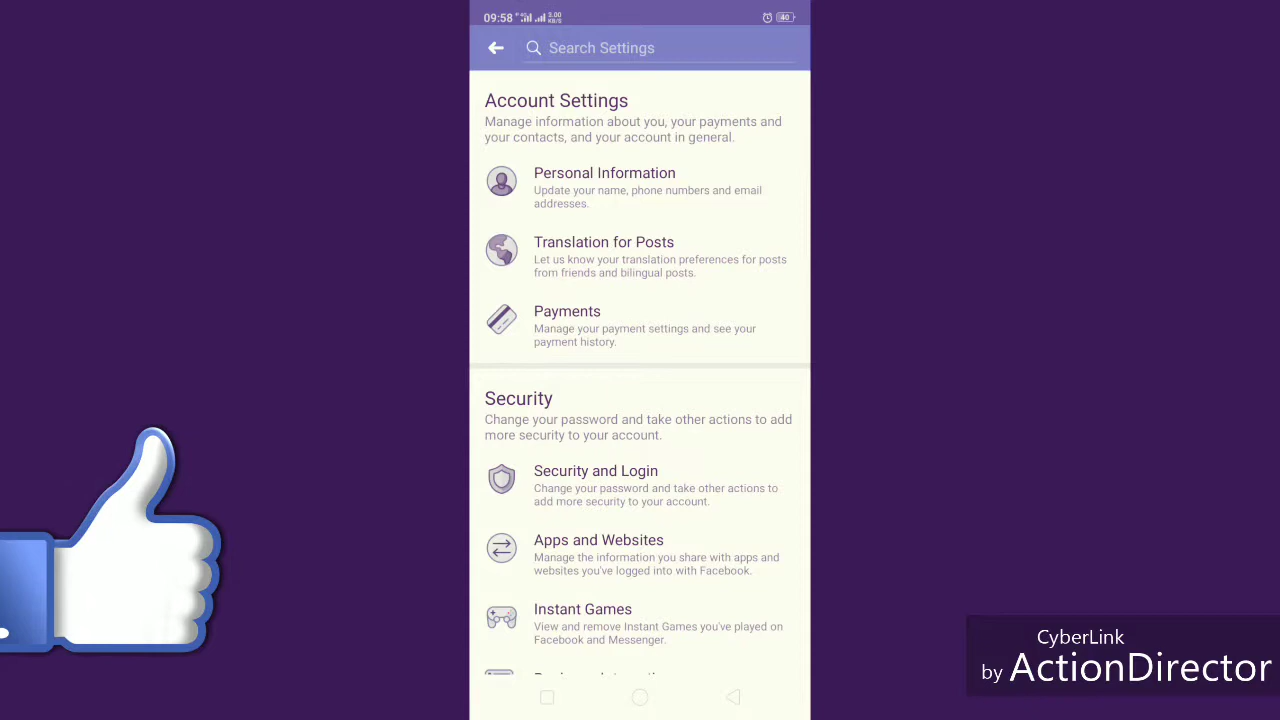 09:58
3.00
KB/S
40
Search Settings
Account Settings
Manage information about you, your payments and
your contacts, and your account in general.
Personal Information
Update your name, phone numbers and email
addresses.
Translation for Posts
Let us know your translation preferences for posts
from friends and bilingual posts.
Payments
Manage your payment settings and see your
payment history.
Security
Change your password and take other actions to add
more security to your account.
Security and Login
Change your password and take other actions to
add more security to your account.
Apps and Websites
Manage the information you share with apps and
websites you've logged into with Facebook.
Instant Games
View and remove Instant Games you've played on
Facebook and Messenger.
CyberLink
by ActionDirector